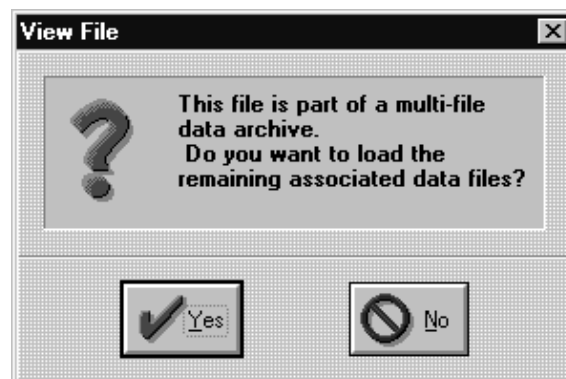 View File
This file is part of a multi-file
data archive.
Do you want to load the
remaining associated data files?
Yes
No